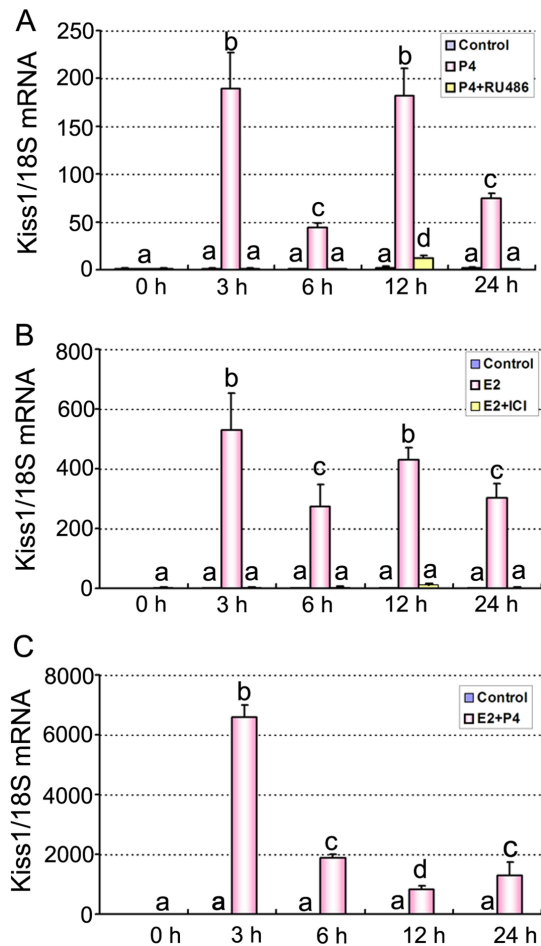 A
Kiss1/18S mRNA
250
200
150
100
50
0
Control
P4
P4+RU486
b
b
c
c
d
a
a
a
a
a
a
a
a
a
0 h
3 h
6 h
12 h
24 h
B
Kiss1/18S mRNA
800
600
400
200
0
Control
E2
E2+ICI
b
b
c
c
a
a
a
a
a
a
a
a
a
0 h
3 h
6 h
12 h
24 h
C
Kiss1/18S mRNA
8000
6000
4000
2000
0
Control
E2+P4
b
c
d
c
a
a
a
a
a
0 h
3 h
6 h
12 h
24 h